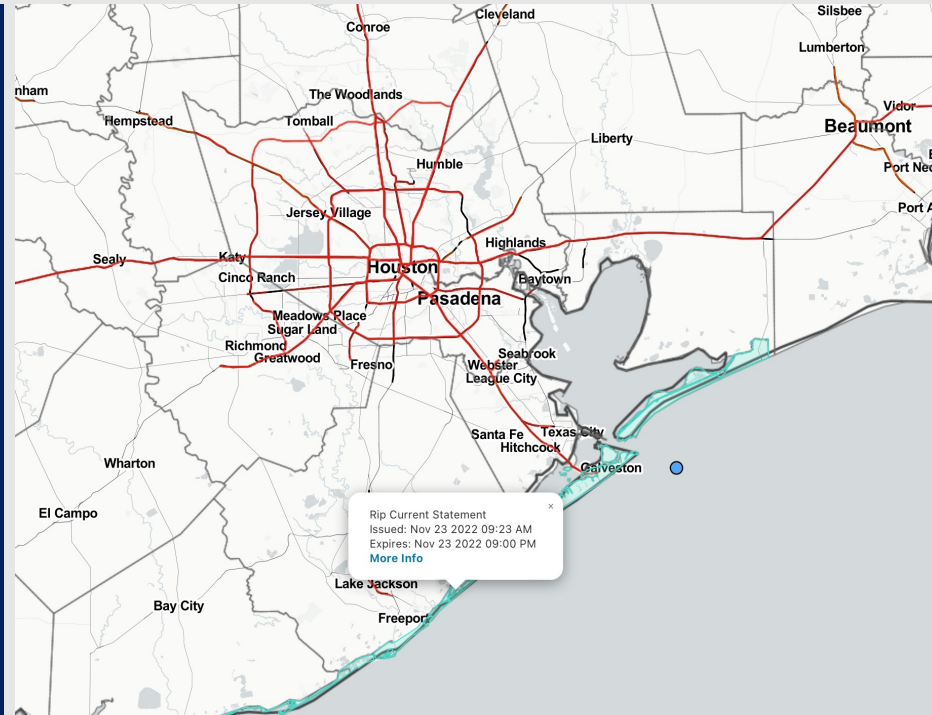 Cleveland
Silsbee
Conroe
Lumberton
nham
The Woodlands
Vidor
Hempstead
Tomball
Beaumont
Liberty
Humble
Port Nec
Port A
Jersey Village
Highlands
Sealy
Katy
Houston
Cinco Ranch
Baytown
Pasadena
Meadows Place
Sugar Land
Richmond
Greatwood
Seabrook
Fresno
Webster
League City
Santa Fe
Texas City
Hitchcock
Wharton
Galveston
×
El Campo
Rip Current Statement
Issued: Nov 23 2022 09:23 AM
Expires: Nov 23 2022 09:00 PM
More Info
Lake Jackson
Bay City
Freeport